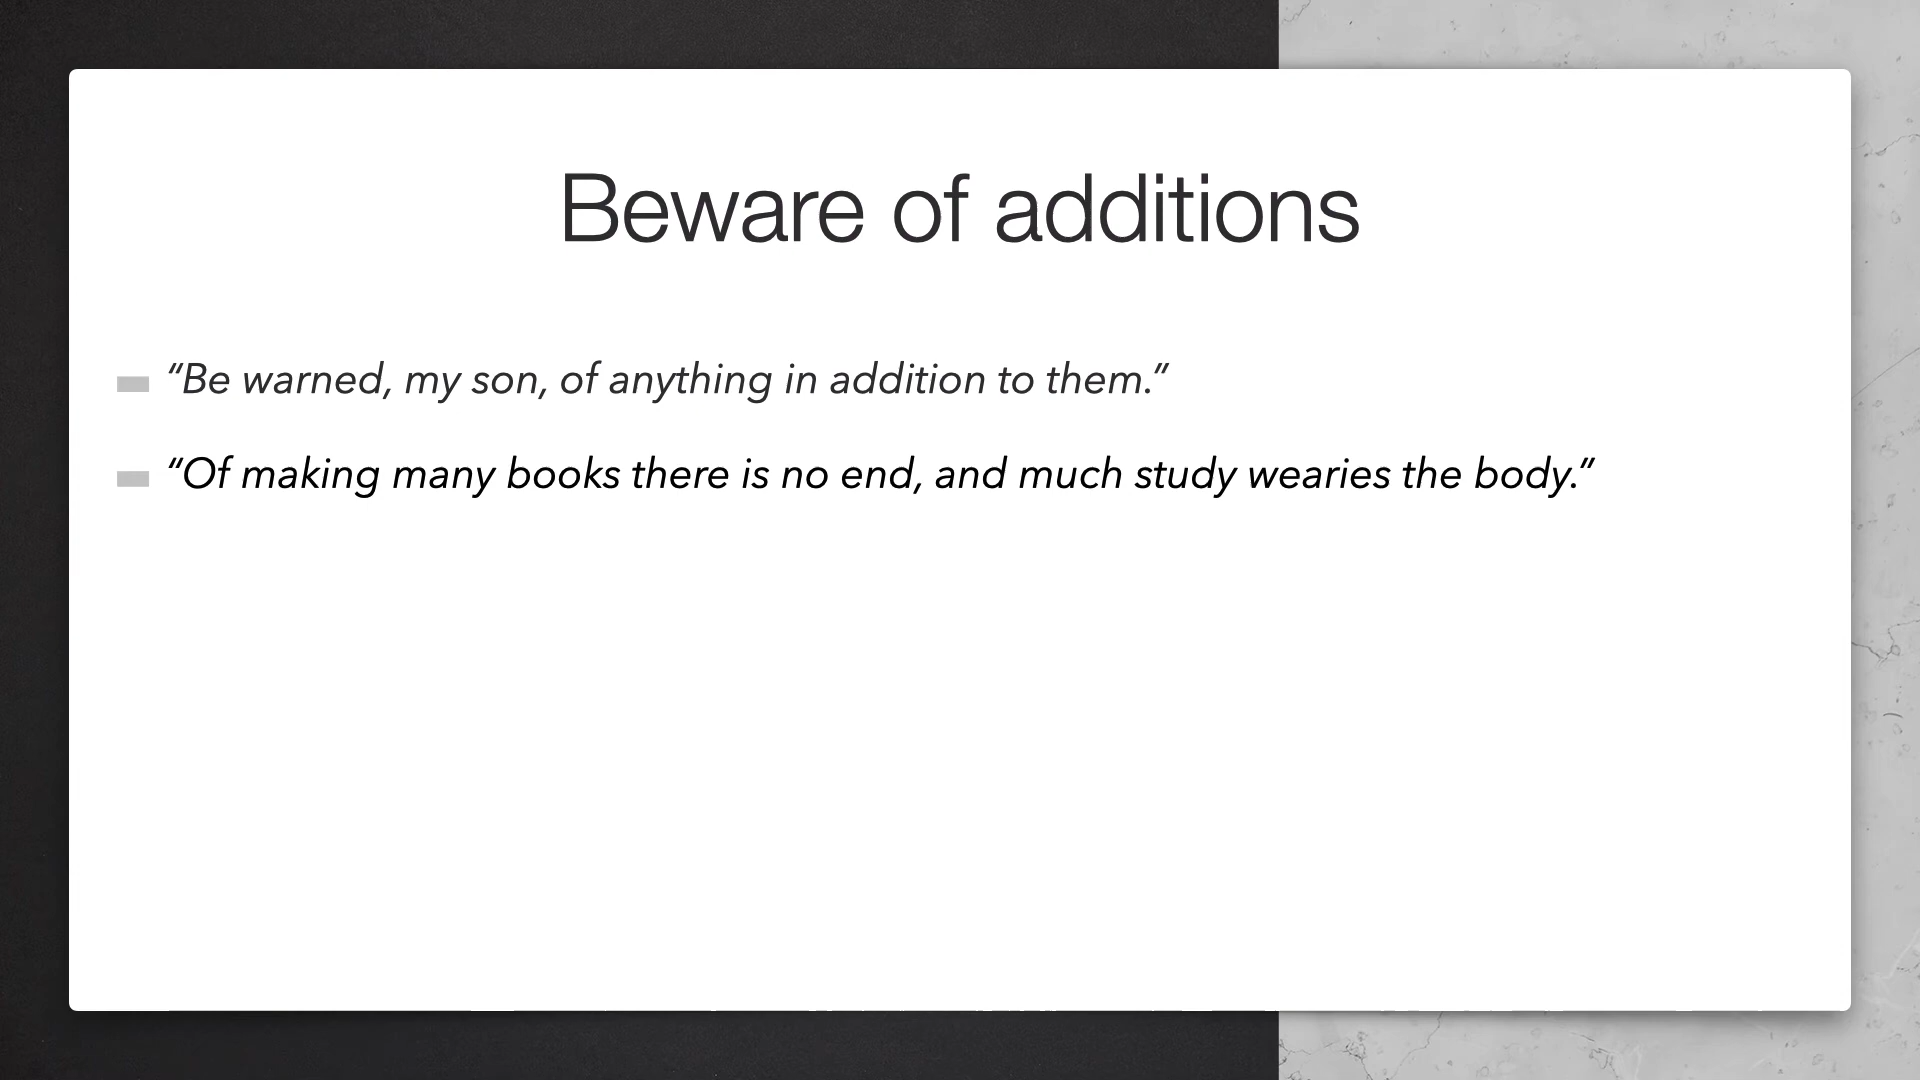 Beware of additions
“Be warned, my son, of anything in addition to them.”
“Of making many books there is no end, and much study wearies the body.”